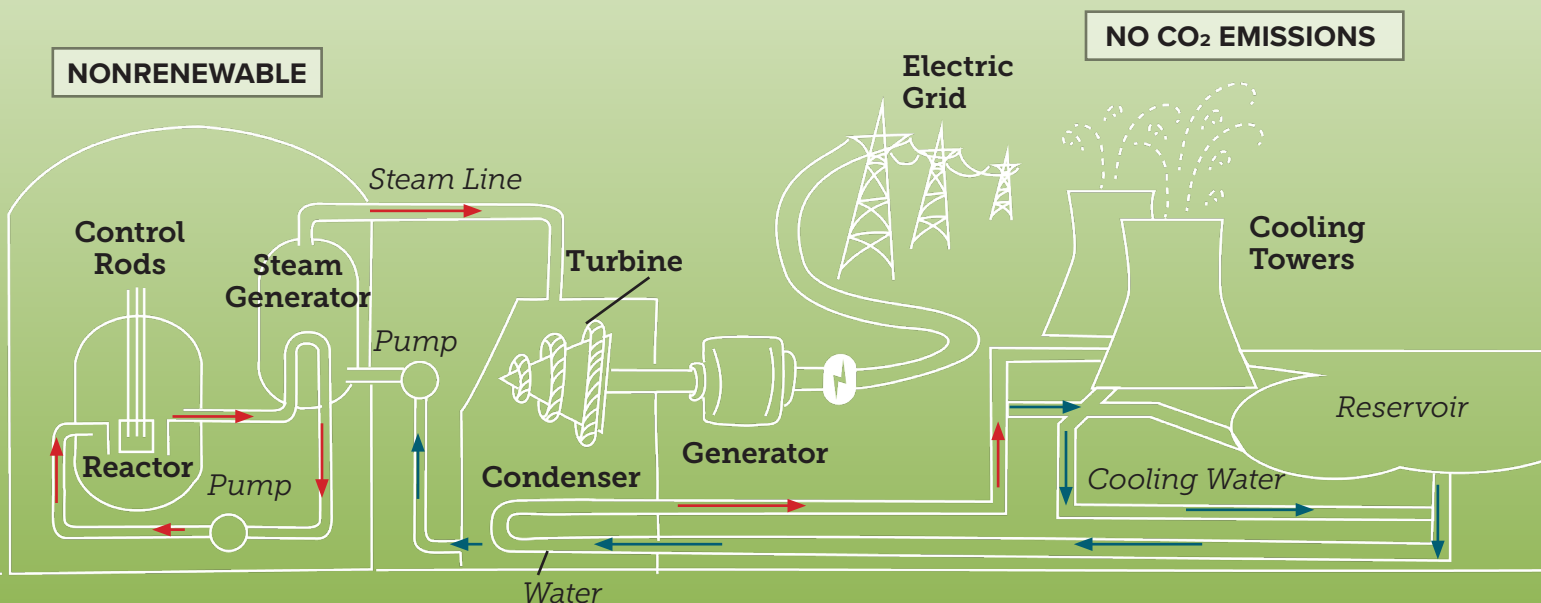 NONRENEWABLE
NO CO₂ EMISSIONS
Electric
Grid
Steam Line
Control
Rods
Steam
Generator
Turbine
Cooling
Towers
Pump
Reservoir
Reactor
Pump
Condenser
Generator
Cooling Water
Water